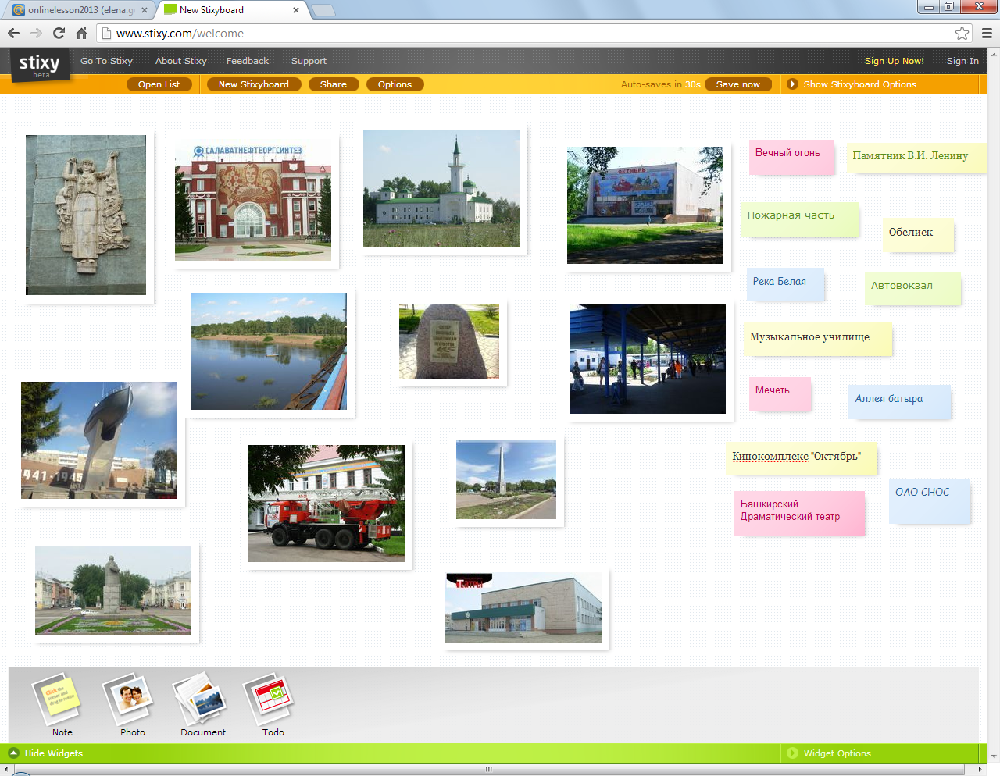 onlinelesson2013 (elena.g
New Stixyboard
www.stixy.com/welcome
stixy
beta
Go To Stixy
About Stixy
Feedback
Support
Sign Up Now!
Sign In
Open List
New Stixyboard
Share
Options
Auto-saves in 30s
Save now
Show Stixyboard Options
САЛАВАТНЕФТЕОРГСИНТЕЗ
ОКТЯБРЬ
Вечный огонь
Памятник В.И. Ленину
Пожарная часть
Обелиск
Река Белая
Автовокзал
Музыкальное училище
Мечеть
Аллея батыра
1941-1945
Кинокомплекс "Октябрь"
ОАО СНОС
Башкирский
Драматический театр
ТЕАТРЫ
Click the
corner and
drag to resize
Note
Photo
Document
Todo
Hide Widgets
Widget Options